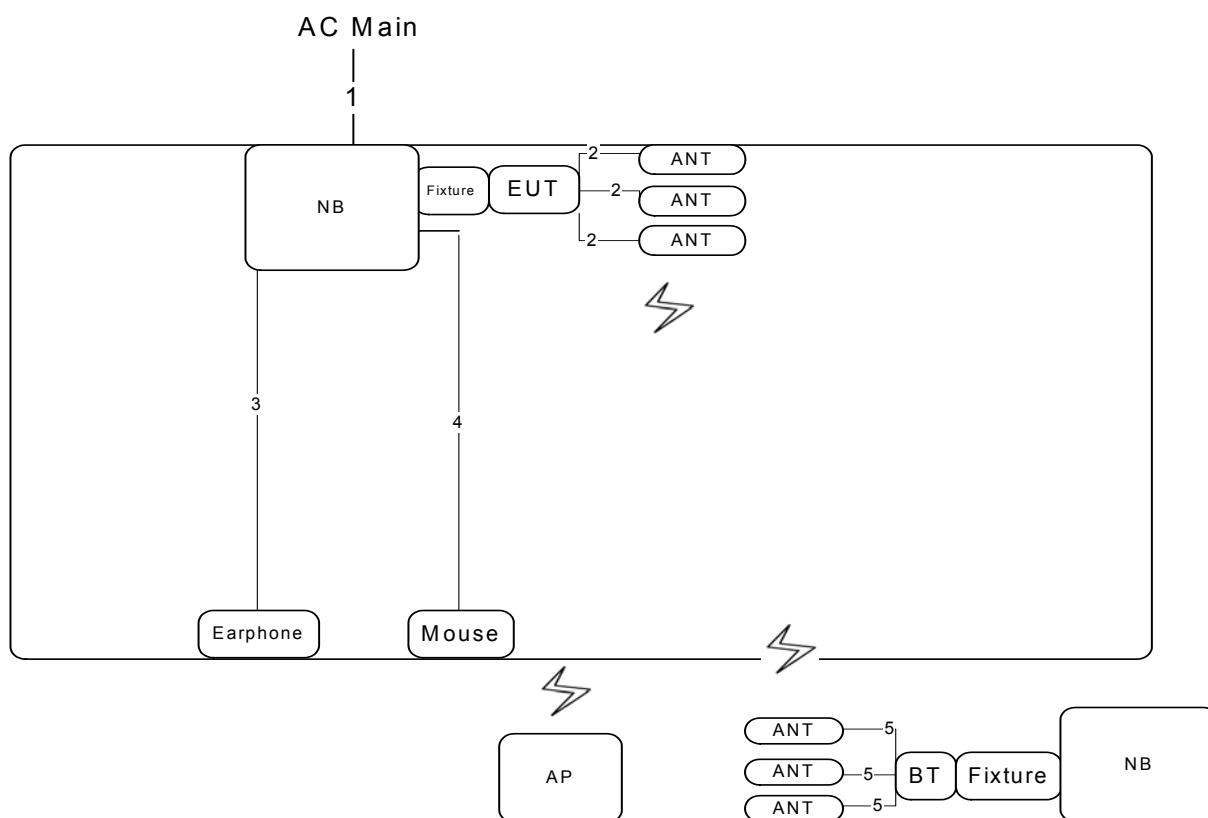 AC Main
1
NB
Fixture
EUT
2
ANT
2
ANT
2
ANT
3
4
Earphone
Mouse
AP
ANT
5
ANT
5
ANT
5
BT
Fixture
NB